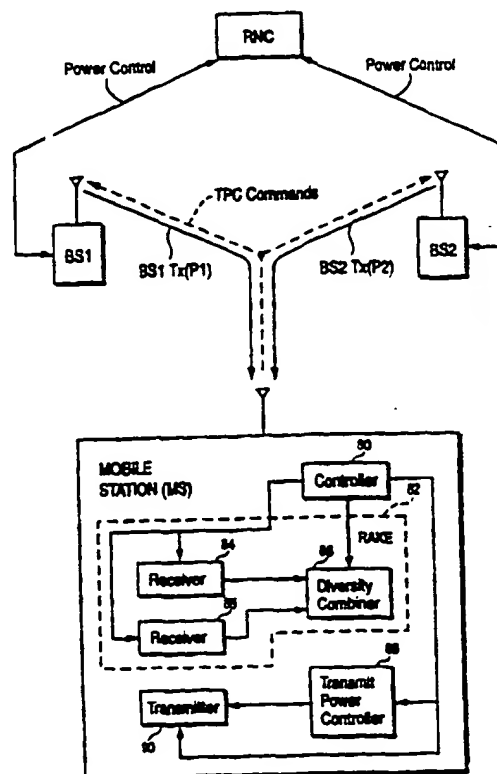 RNC
Power Control
Power Control
TPC Commands
BS1
BS2
BS1 Tx(P1)
BS2 Tx(P2)
MOBILE
STATION (MS)
80
Controller
82
RAKE
84
Receiver
86
Diversity
Combiner
Receiver
Transmit
Power
Controller
Transmitter